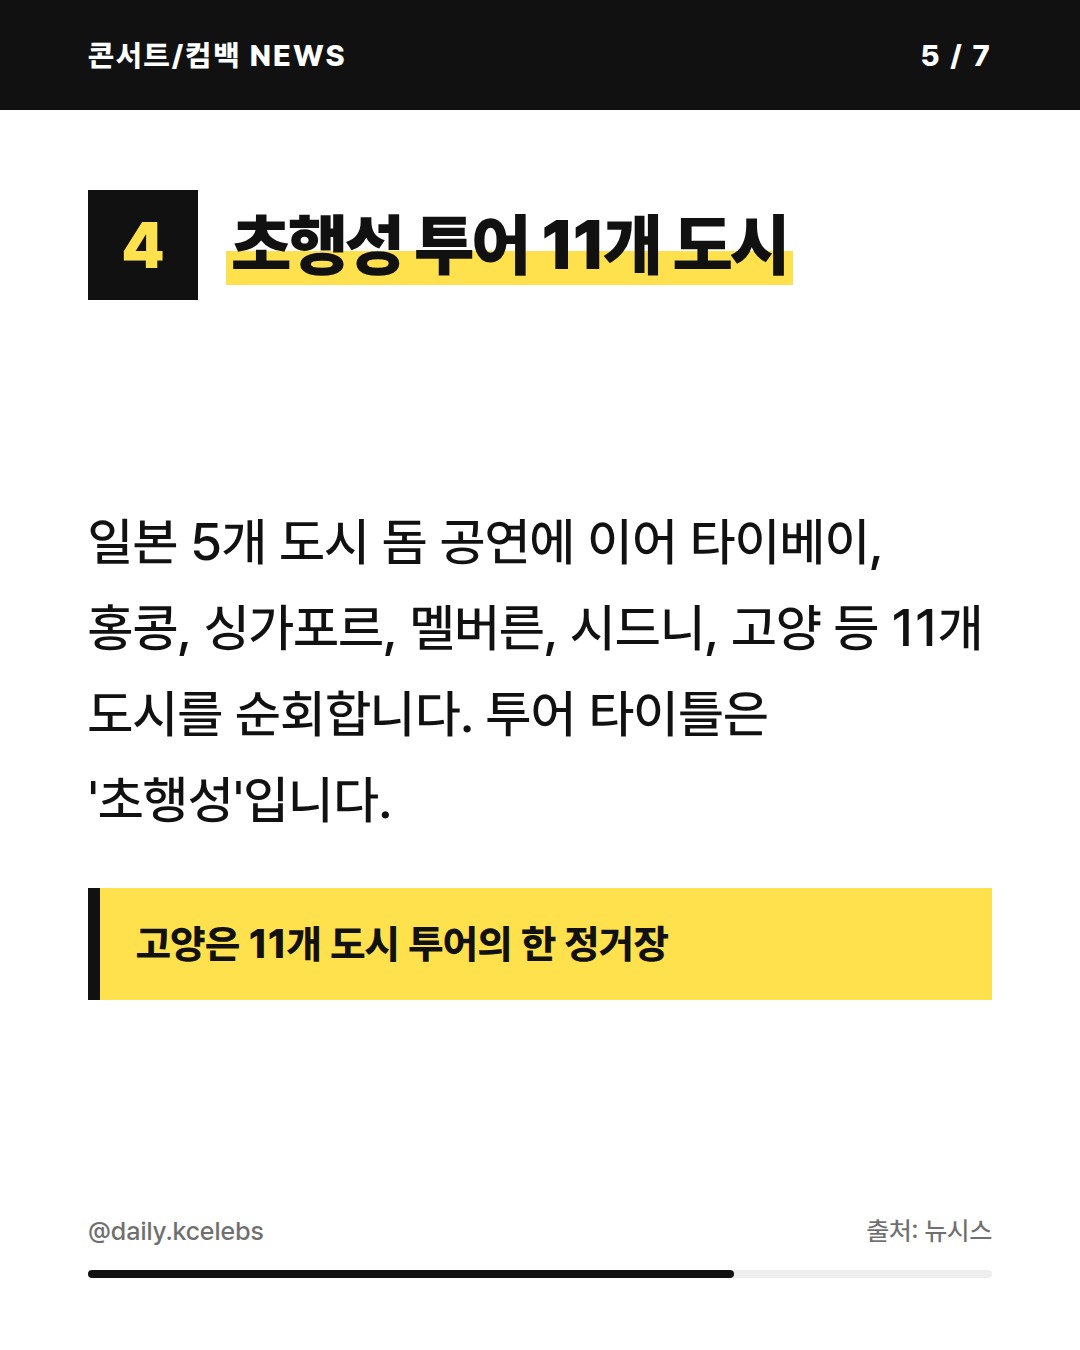 콘서트/컴백 NEWS
5 / 7
4
초행성 투어 11개 도시
일본 5개 도시 돔 공연에 이어 타이베이,
홍콩, 싱가포르, 멜버른, 시드니, 고양 등 11개
도시를 순회합니다. 투어 타이틀은
'초행성'입니다.
고양은 11개 도시 투어의 한 정거장
@daily.kcelebs
출처: 뉴시스